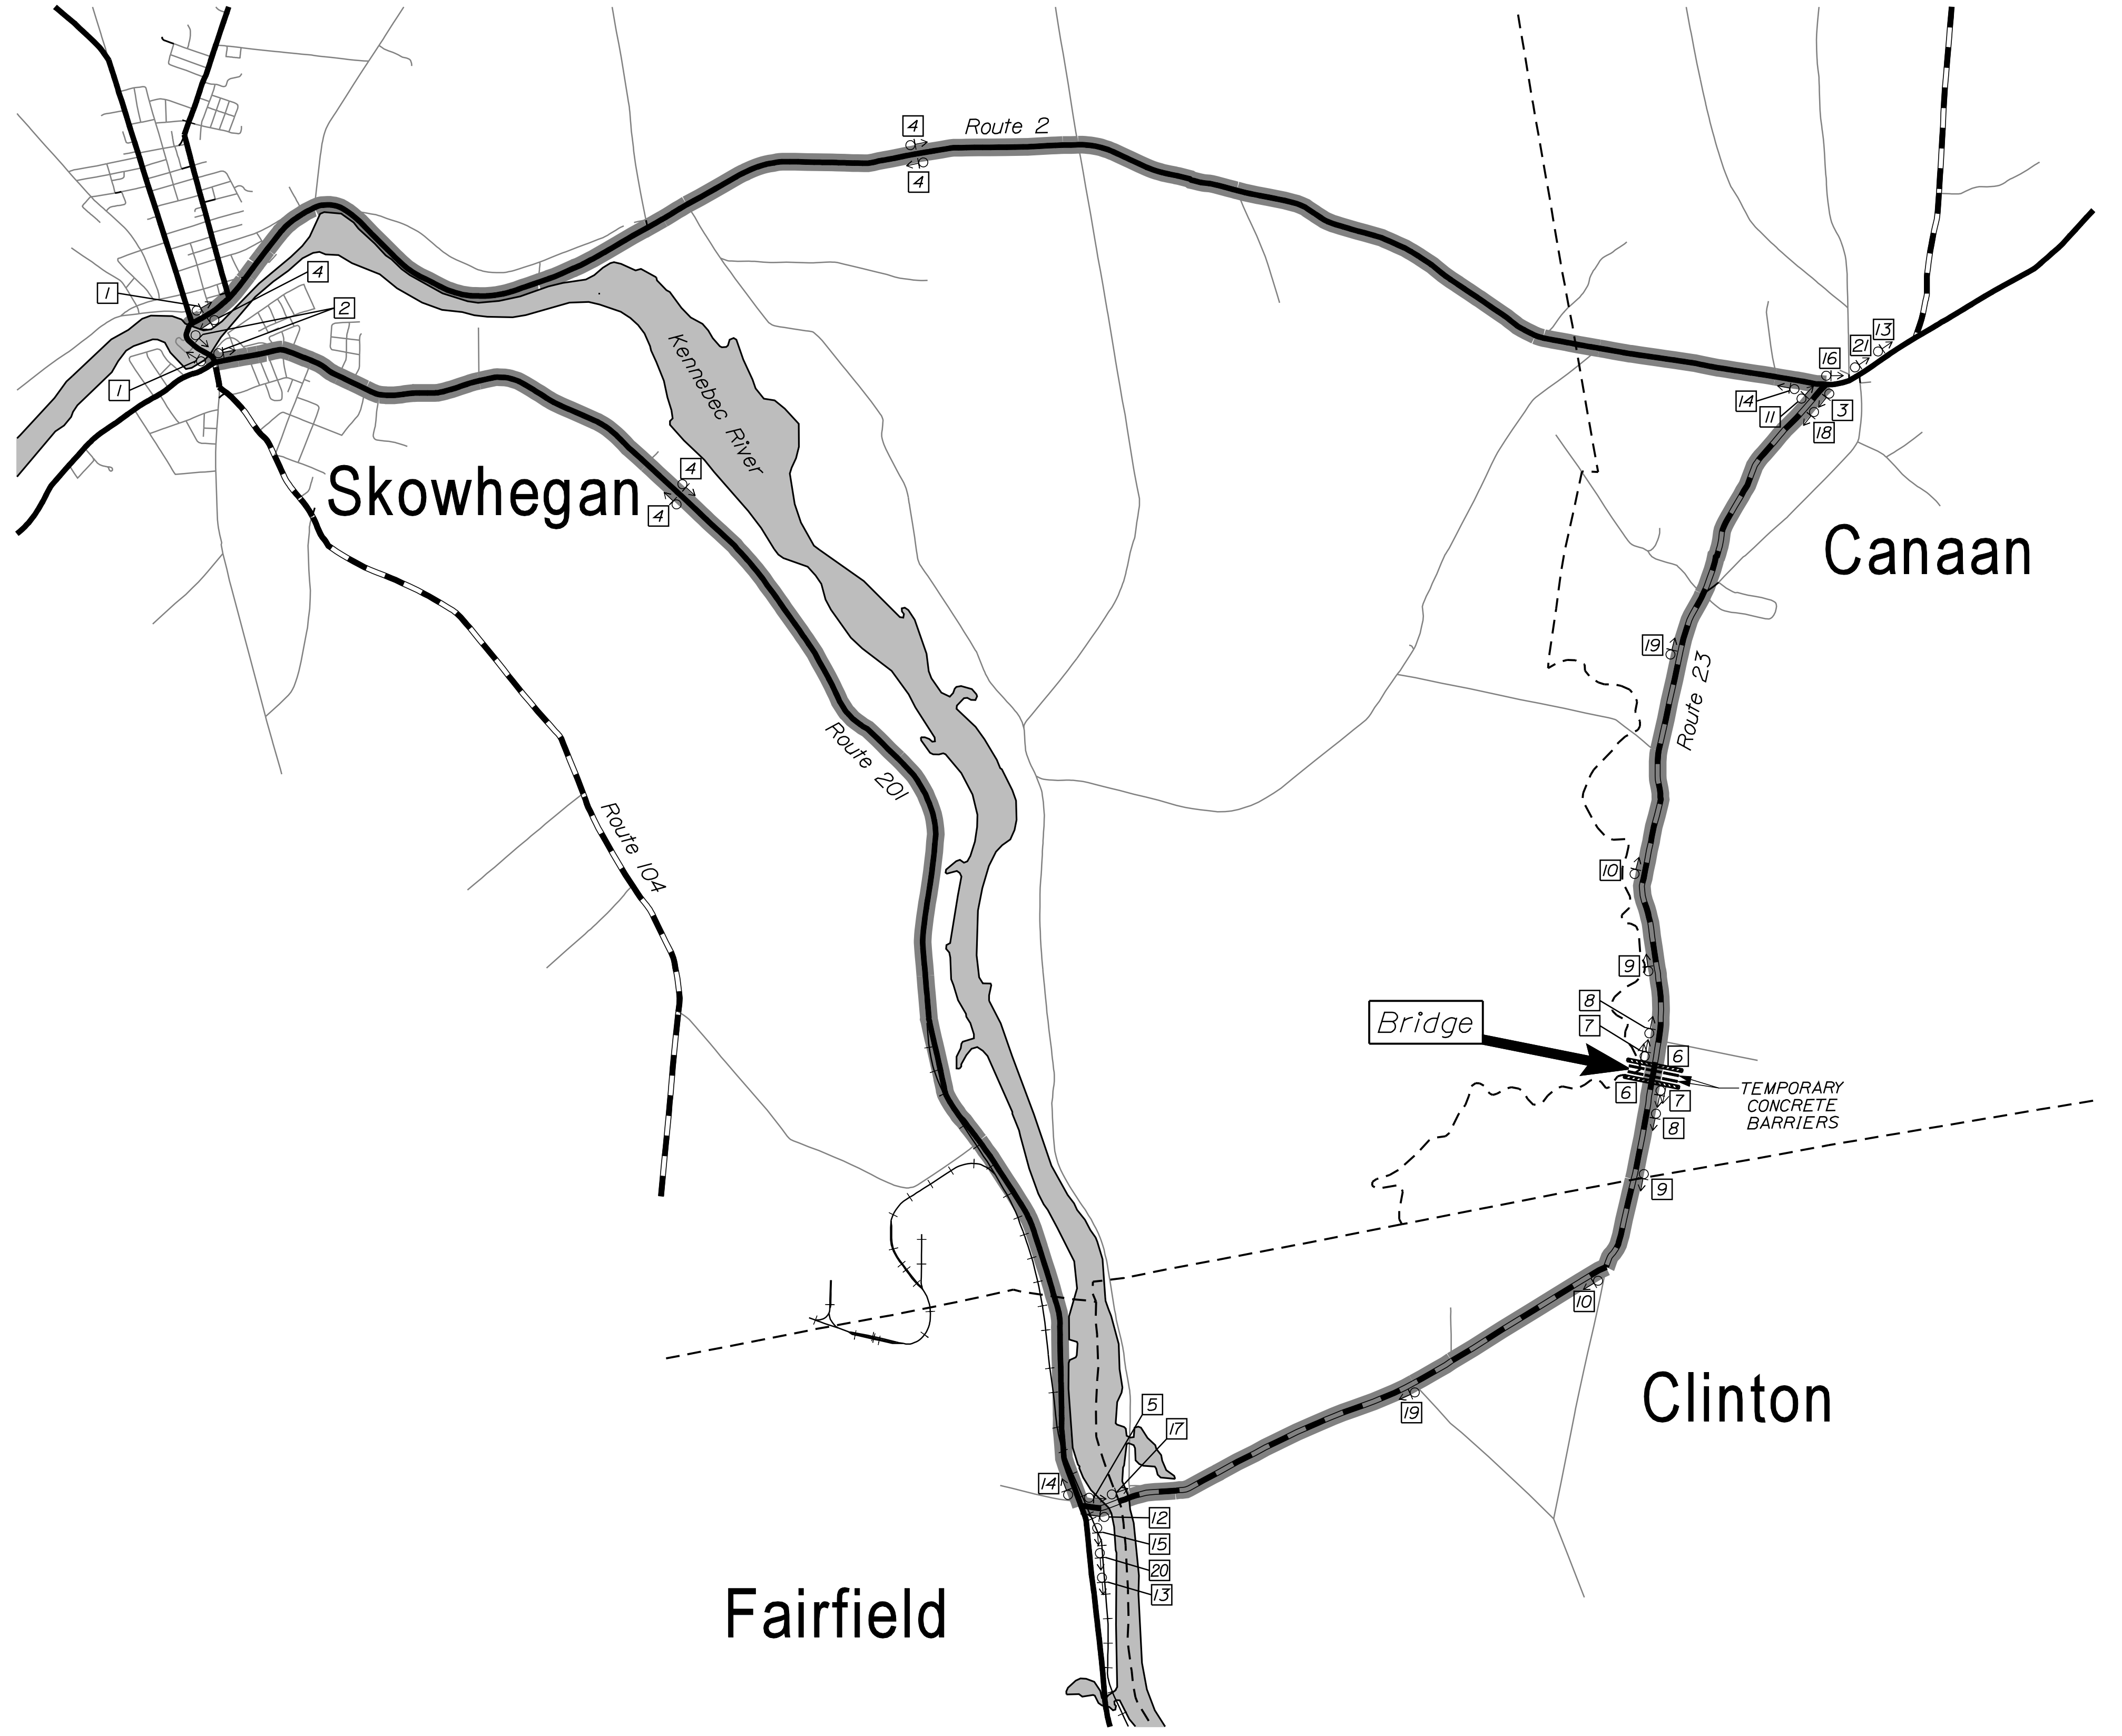 4
Route 2
4
4
1
2
13
21
16
1
14
11
3
18
Kennebec River
4
Skowhegan
4
Canaan
19
Route 23
Route 201
Route 104
10
9
8
Bridge
7
6
6
TEMPORARY
CONCRETE
BARRIERS
7
8
9
10
Clinton
5
19
17
14
12
15
20
13
Fairfield